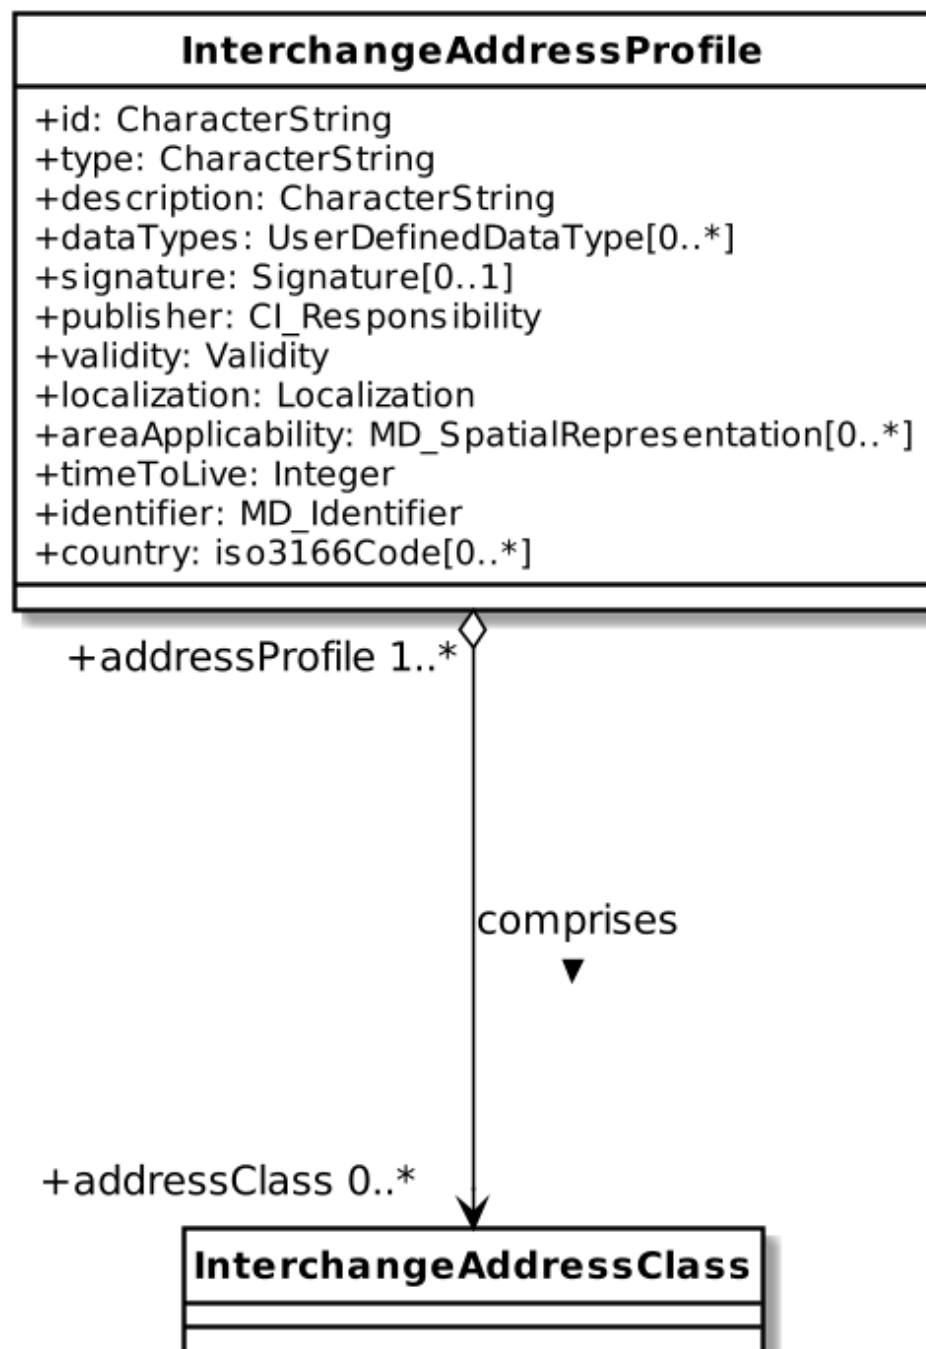 InterchangeAddressProfile
+id: CharacterString
+type: CharacterString
+description: CharacterString
+dataTypes: UserDefinedDataType[0..*]
+signature: Signature[0..1]
+publisher: CI_Responsibility
+validity: Validity
+localization: Localization
+areaApplicability: MD_SpatialRepresentation[0..*]
+timeToLive: Integer
+identifier: MD_Identifier
+country: iso3166Code[0..*]
+addressProfile 1..*
comprises
+addressClass 0..*
InterchangeAddressClass